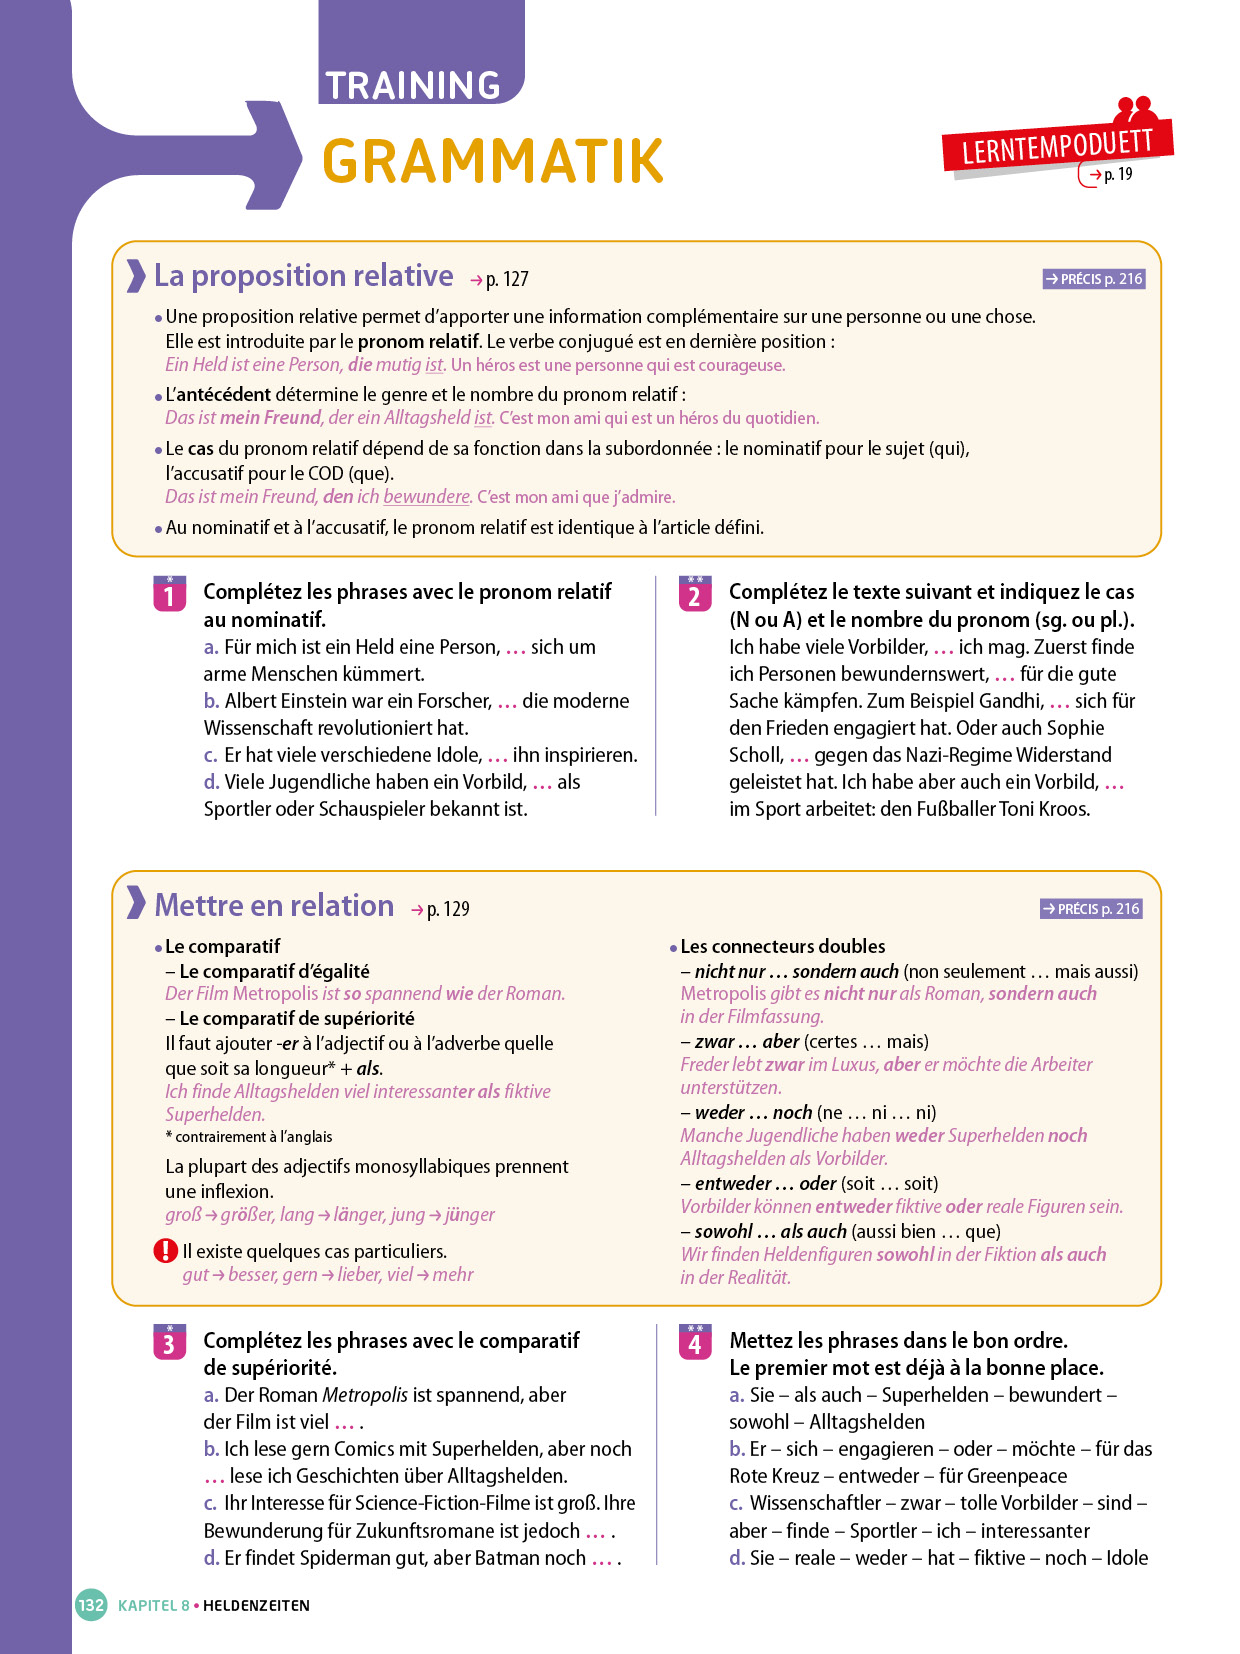 TRAINING
GRAMMATIK
LERNTEMPODUETT
→ p. 19
La proposition relative → p. 127
→ PRÉCIS p. 216
• Une proposition relative permet d’apporter une information complémentaire sur une personne ou une chose.
Elle est introduite par le pronom relatif. Le verbe conjugué est en dernière position :
Ein Held ist eine Person, die mutig ist. Un héros est une personne qui est courageuse.
• L’antécédent détermine le genre et le nombre du pronom relatif :
Das ist mein Freund, der ein Alltagsheld ist. C’est mon ami qui est un héros du quotidien.
• Le cas du pronom relatif dépend de sa fonction dans la subordonnée : le nominatif pour le sujet (qui),
l’accusatif pour le COD (que).
Das ist mein Freund, den ich bewundere. C’est mon ami que j’admire.
• Au nominatif et à l’accusatif, le pronom relatif est identique à l’article défini.
*
1 Complétez les phrases avec le pronom relatif
au nominatif.
a. Für mich ist ein Held eine Person, … sich um
arme Menschen kümmert.
b. Albert Einstein war ein Forscher, … die moderne
Wissenschaft revolutioniert hat.
c. Er hat viele verschiedene Idole, … ihn inspirieren.
d. Viele Jugendliche haben ein Vorbild, … als
Sportler oder Schauspieler bekannt ist.
**
2 Complétez le texte suivant et indiquez le cas
(N ou A) et le nombre du pronom (sg. ou pl.).
Ich habe viele Vorbilder, … ich mag. Zuerst finde
ich Personen bewundernswert, … für die gute
Sache kämpfen. Zum Beispiel Gandhi, … sich für
den Frieden engagiert hat. Oder auch Sophie
Scholl, … gegen das Nazi-Regime Widerstand
geleistet hat. Ich habe aber auch ein Vorbild, …
im Sport arbeitet: den Fußballer Toni Kroos.
Mettre en relation → p. 129
→ PRÉCIS p. 216
• Le comparatif
– Le comparatif d’égalité
Der Film Metropolis ist so spannend wie der Roman.
– Le comparatif de supériorité
Il faut ajouter -er à l’adjectif ou à l’adverbe quelle
que soit sa longueur* + als.
Ich finde Alltagshelden viel interessanter als fiktive
Superhelden.
* contrairement à l’anglais
La plupart des adjectifs monosyllabiques prennent
une inflexion.
groß → größer, lang → länger, jung → jünger
! Il existe quelques cas particuliers.
gut → besser, gern → lieber, viel → mehr
• Les connecteurs doubles
– nicht nur … sondern auch (non seulement … mais aussi)
Metropolis gibt es nicht nur als Roman, sondern auch
in der Filmfassung.
– zwar … aber (certes … mais)
Freder lebt zwar im Luxus, aber er möchte die Arbeiter
unterstützen.
– weder … noch (ne … ni … ni)
Manche Jugendliche haben weder Superhelden noch
Alltagshelden als Vorbilder.
– entweder … oder (soit … soit)
Vorbilder können entweder fiktive oder reale Figuren sein.
– sowohl … als auch (aussi bien … que)
Wir finden Heldenfiguren sowohl in der Fiktion als auch
in der Realität.
*
3 Complétez les phrases avec le comparatif
de supériorité.
a. Der Roman Metropolis ist spannend, aber
der Film ist viel … .
b. Ich lese gern Comics mit Superhelden, aber noch
… lese ich Geschichten über Alltagshelden.
c. Ihr Interesse für Science-Fiction-Filme ist groß. Ihre
Bewunderung für Zukunftsromane ist jedoch … .
d. Er findet Spiderman gut, aber Batman noch … .
**
4 Mettez les phrases dans le bon ordre.
Le premier mot est déjà à la bonne place.
a. Sie – als auch – Superhelden – bewundert –
sowohl – Alltagshelden
b. Er – sich – engagieren – oder – möchte – für das
Rote Kreuz – entweder – für Greenpeace
c. Wissenschaftler – zwar – tolle Vorbilder – sind –
aber – finde – Sportler – ich – interessanter
d. Sie – reale – weder – hat – fiktive – noch – Idole
132 KAPITEL 8 • HELDENZEITEN